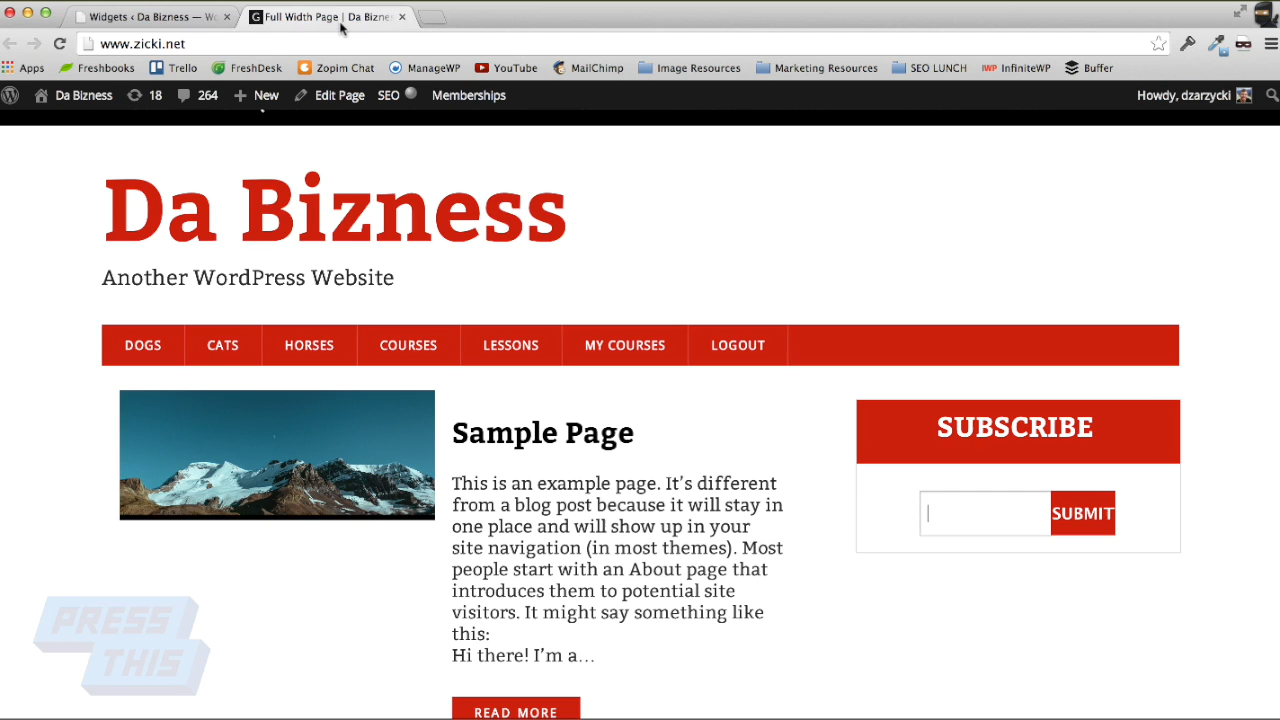 Widgets ‹ Da Bizness — Wo
Full Width Page | Da Bizne
www.zicki.net
Apps Freshbooks Trello FreshDesk Zopim Chat ManageWP YouTube MailChimp Image Resources Marketing Resources SEO LUNCH IWP InfiniteWP Buffer
Da Bizness 18 264 New Edit Page SEO Memberships Howdy, dzarzycki
Da Bizness
Another WordPress Website
DOGS CATS HORSES COURSES LESSONS MY COURSES LOGOUT
Sample Page
This is an example page. It’s different
from a blog post because it will stay in
one place and will show up in your
site navigation (in most themes). Most
people start with an About page that
introduces them to potential site
visitors. It might say something like
this:
Hi there! I’m a…
READ MORE
SUBSCRIBE
SUBMIT
PRESS
THIS